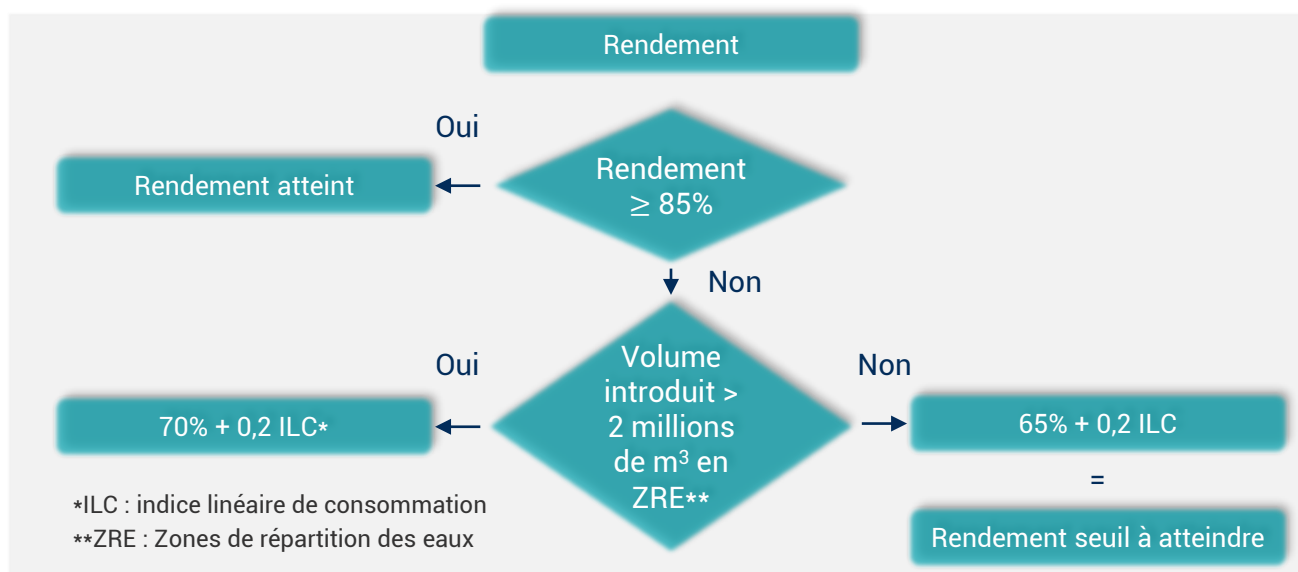 Rendement
Oui
Rendement atteint
Rendement
≥ 85%
Non
Oui
Volume
introduit >
2 millions
de m³ en
ZRE**
Non
70% + 0,2 ILC*
65% + 0,2 ILC
=
Rendement seuil à atteindre
*ILC : indice linéaire de consommation
**ZRE : Zones de répartition des eaux